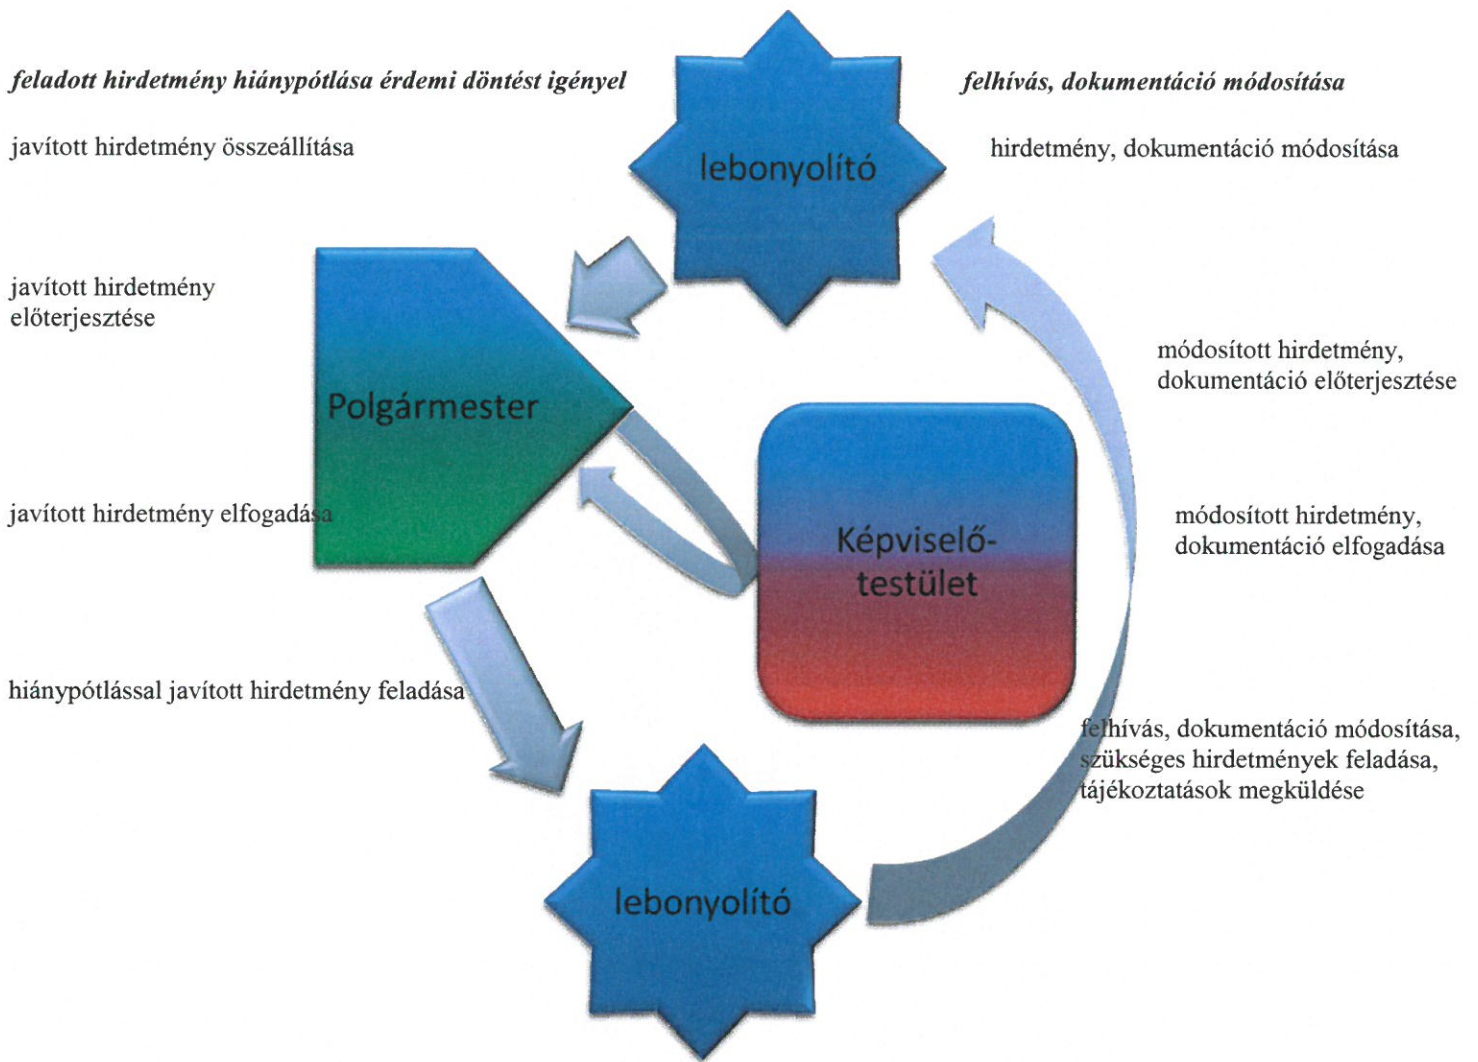 feladott hirdetmény hiánypótlása érdemi döntést igényel
felhívás, dokumentáció módosítása
javított hirdetmény összeállítása
lebonyolító
hirdetmény, dokumentáció módosítása
javított hirdetmény
előterjesztése
módosított hirdetmény,
dokumentáció előterjesztése
Polgármester
javított hirdetmény elfogadása
Képviselő-
testület
módosított hirdetmény,
dokumentáció elfogadása
hiánypótlással javított hirdetmény feladása
felhívás, dokumentáció módosítása,
szükséges hirdetmények feladása,
tájékoztatások megküldése
lebonyolító